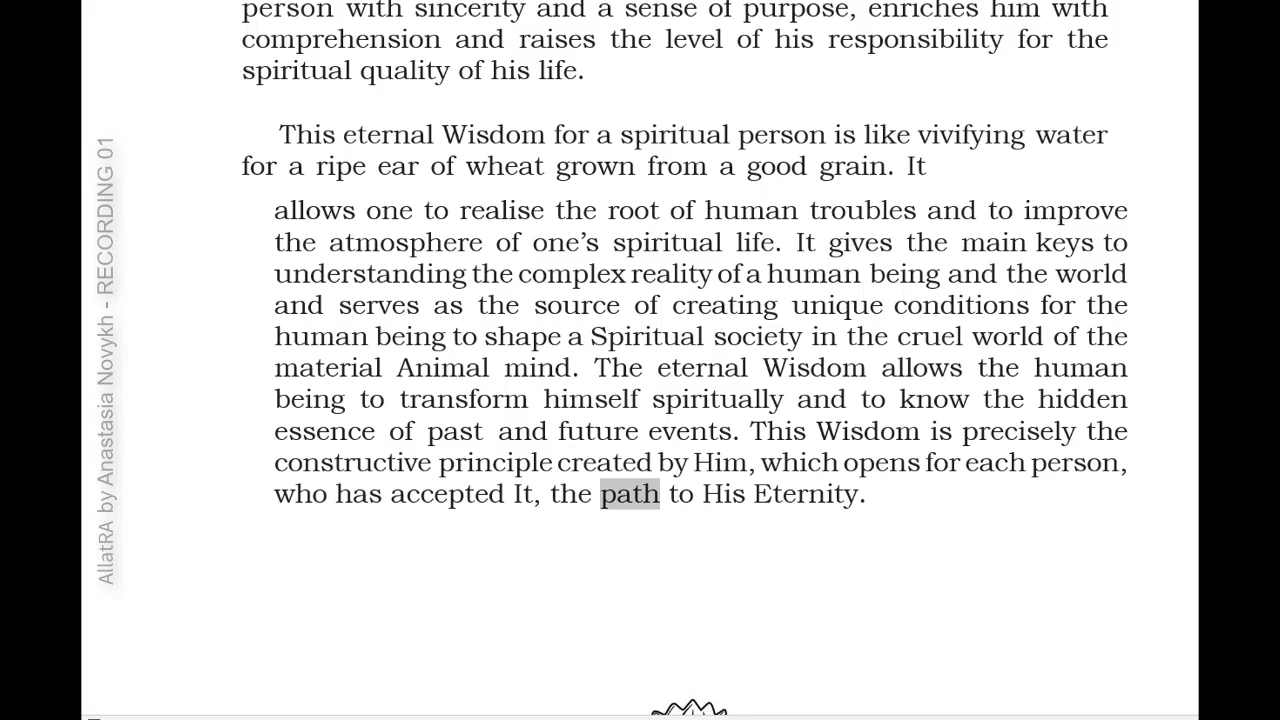 person with sincerity and a sense of purpose, enriches him with
comprehension and raises the level of his responsibility for the
spiritual quality of his life.
This eternal Wisdom for a spiritual person is like vivifying water
for a ripe ear of wheat grown from a good grain. It
allows one to realise the root of human troubles and to improve
the atmosphere of one's spiritual life. It gives the main keys to
understanding the complex reality of a human being and the world
and serves as the source of creating unique conditions for the
human being to shape a Spiritual society in the cruel world of the
material Animal mind. The eternal Wisdom allows the human
being to transform himself spiritually and to know the hidden
essence of past and future events. This Wisdom is precisely the
constructive principle created by Him, which opens for each person,
who has accepted It, the path to His Eternity.
AllatRA by Anastasia Novykh - RECORDING 01